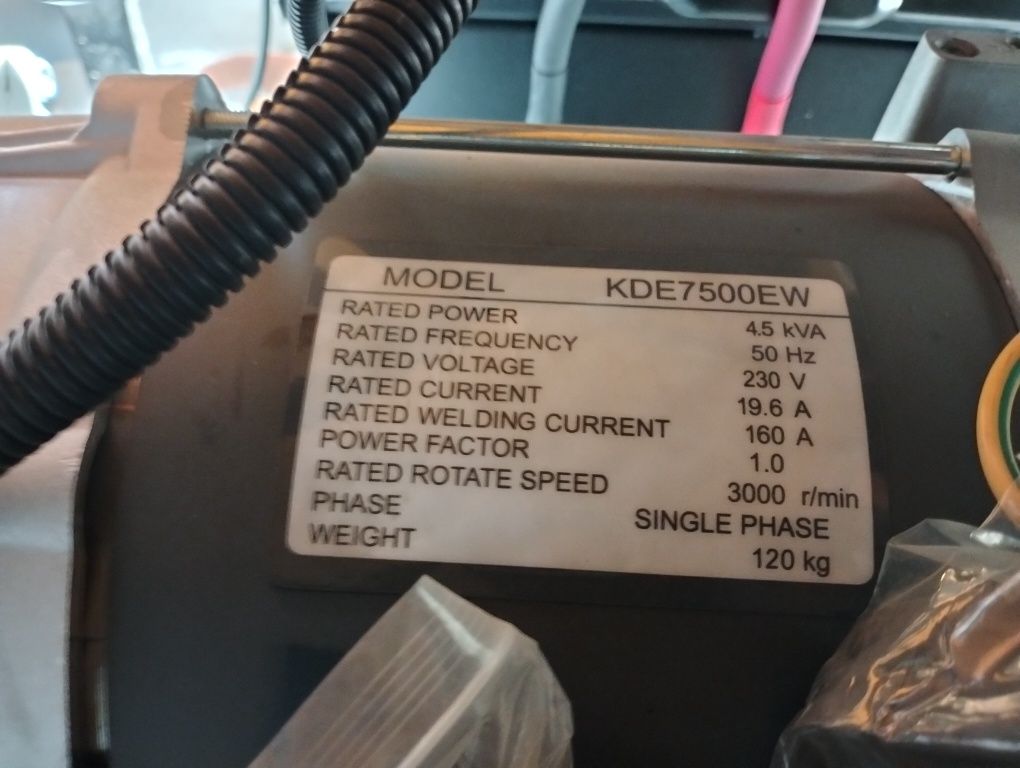 MODEL KDE7500EW
RATED POWER 4.5 kVA
RATED FREQUENCY 50 Hz
RATED VOLTAGE 230 V
RATED CURRENT 19.6 A
RATED WELDING CURRENT 160 A
POWER FACTOR 1.0
RATED ROTATE SPEED 3000 r/min
PHASE SINGLE PHASE
WEIGHT 120 kg